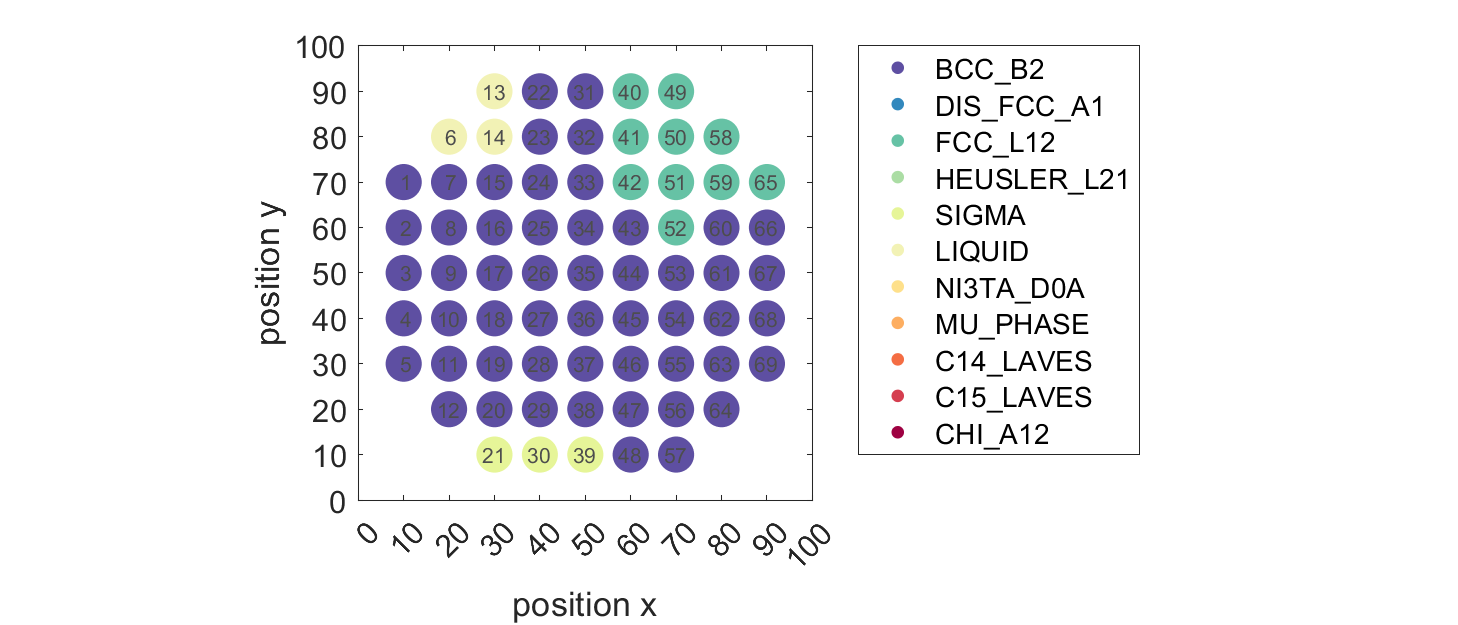 100
90 13 22 31 40 49
80 6 14 23 32 41 50 58
70 1 7 15 24 33 42 51 59 65
60 2 8 16 25 34 43 52 60 66
50 3 9 17 26 35 44 53 61 67
40 4 10 18 27 36 45 54 62 68
30 5 11 19 28 37 46 55 63 69
20 12 20 29 38 47 56 64
10 21 30 39 48 57
0
position y
0 10 20 30 40 50 60 70 80 90 100
position x
BCC_B2
DIS_FCC_A1
FCC_L12
HEUSLER_L21
SIGMA
LIQUID
NI3TA_D0A
MU_PHASE
C14_LAVES
C15_LAVES
CHI_A12